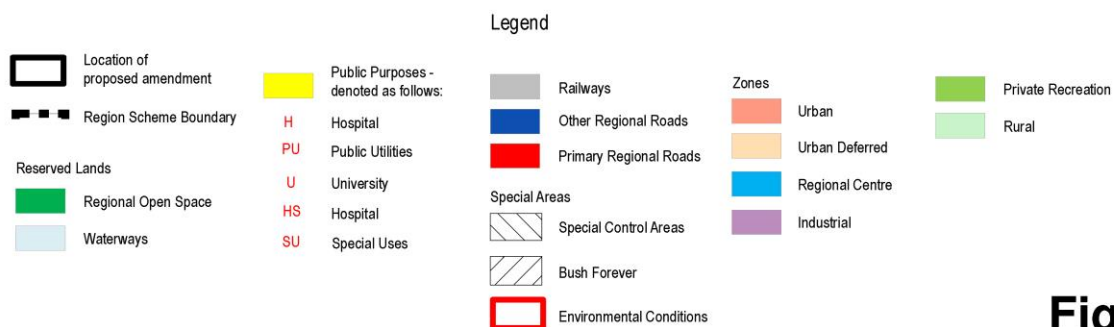 Legend
Location of
proposed amendment
Region Scheme Boundary
Reserved Lands
Regional Open Space
Waterways
Public Purposes -
denoted as follows:
H Hospital
PU Public Utilities
U University
HS Hospital
SU Special Uses
Railways
Other Regional Roads
Primary Regional Roads
Special Areas
Special Control Areas
Bush Forever
Environmental Conditions
Zones
Urban
Urban Deferred
Regional Centre
Industrial
Private Recreation
Rural
Fig